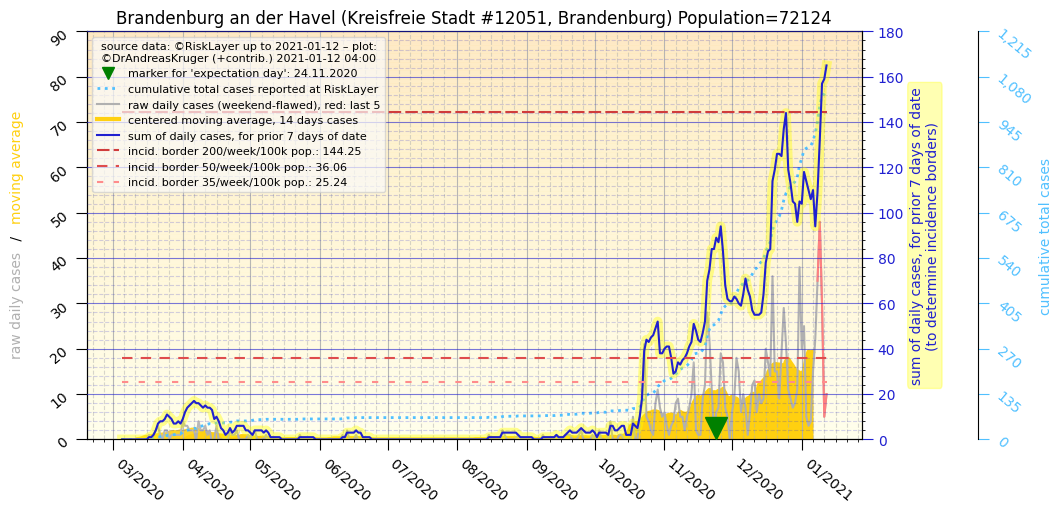 Brandenburg an der Havel (Kreisfreie Stadt #12051, Brandenburg) Population=72124
source data: ©RiskLayer up to 2021-01-12 – plot:
©DrAndreasKruger (+contrib.) 2021-01-12 04:00
marker for 'expectation day': 24.11.2020
cumulative total cases reported at RiskLayer
raw daily cases (weekend-flawed), red: last 5
centered moving average, 14 days cases
sum of daily cases, for prior 7 days of date
incid. border 200/week/100k pop.: 144.25
incid. border 50/week/100k pop.: 36.06
incid. border 35/week/100k pop.: 25.24
raw daily cases / moving average
90
80
70
60
50
40
30
20
10
0
03/2020
04/2020
05/2020
06/2020
07/2020
08/2020
09/2020
10/2020
11/2020
12/2020
01/2021
180
160
140
120
100
80
60
40
20
0
sum of daily cases, for prior 7 days of date
(to determine incidence borders)
1,215
1,080
945
810
675
540
405
270
135
0
cumulative total cases